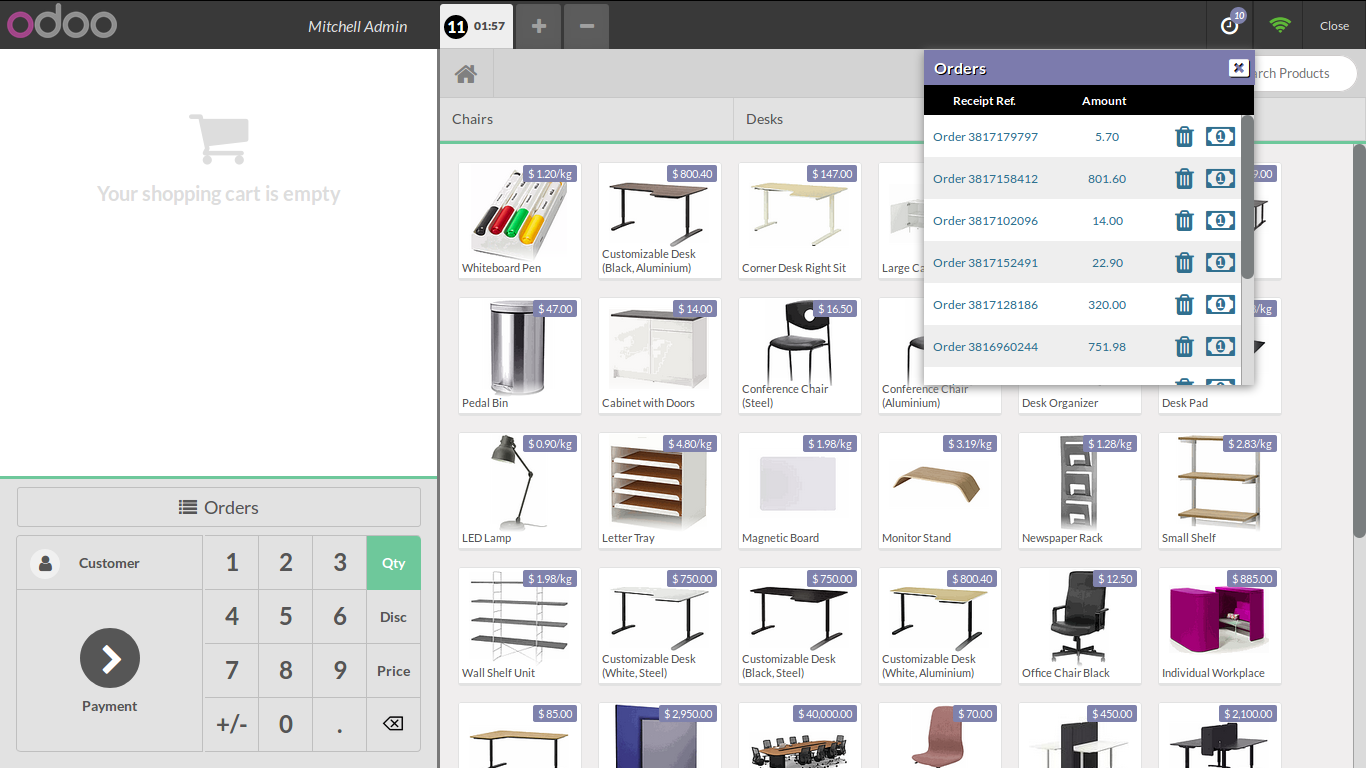 odoo
Mitchell Admin
11 01:57
+
−
10
Close
Orders
Search Products
Receipt Ref. Amount
Order 3817179797 5.70
Order 3817158412 801.60
Order 3817102096 14.00
Order 3817152491 22.90
Order 3817128186 320.00
Order 3816960244 751.98
Chairs Desks
Your shopping cart is empty
$ 1.20/kg
Whiteboard Pen
$ 800.40
Customizable Desk
(Black, Aluminium)
$ 147.00
Corner Desk Right Sit
Large Ca
9.00
$ 47.00
Pedal Bin
$ 14.00
Cabinet with Doors
$ 16.50
Conference Chair
(Steel)
Conference Chair
(Aluminium)
Desk Organizer
/kg
Desk Pad
$ 0.90/kg
LED Lamp
$ 4.80/kg
Letter Tray
$ 1.98/kg
Magnetic Board
$ 3.19/kg
Monitor Stand
$ 1.28/kg
Newspaper Rack
$ 2.83/kg
Small Shelf
$ 1.98/kg
Wall Shelf Unit
$ 750.00
Customizable Desk
(White, Steel)
$ 750.00
Customizable Desk
(Black, Steel)
$ 800.40
Customizable Desk
(White, Aluminium)
$ 12.50
Office Chair Black
$ 885.00
Individual Workplace
$ 85.00
$ 2,950.00
$ 40,000.00
$ 70.00
$ 450.00
$ 2,100.00
Orders
Customer
1 2 3 Qty
4 5 6 Disc
7 8 9 Price
+/- 0 .
Payment